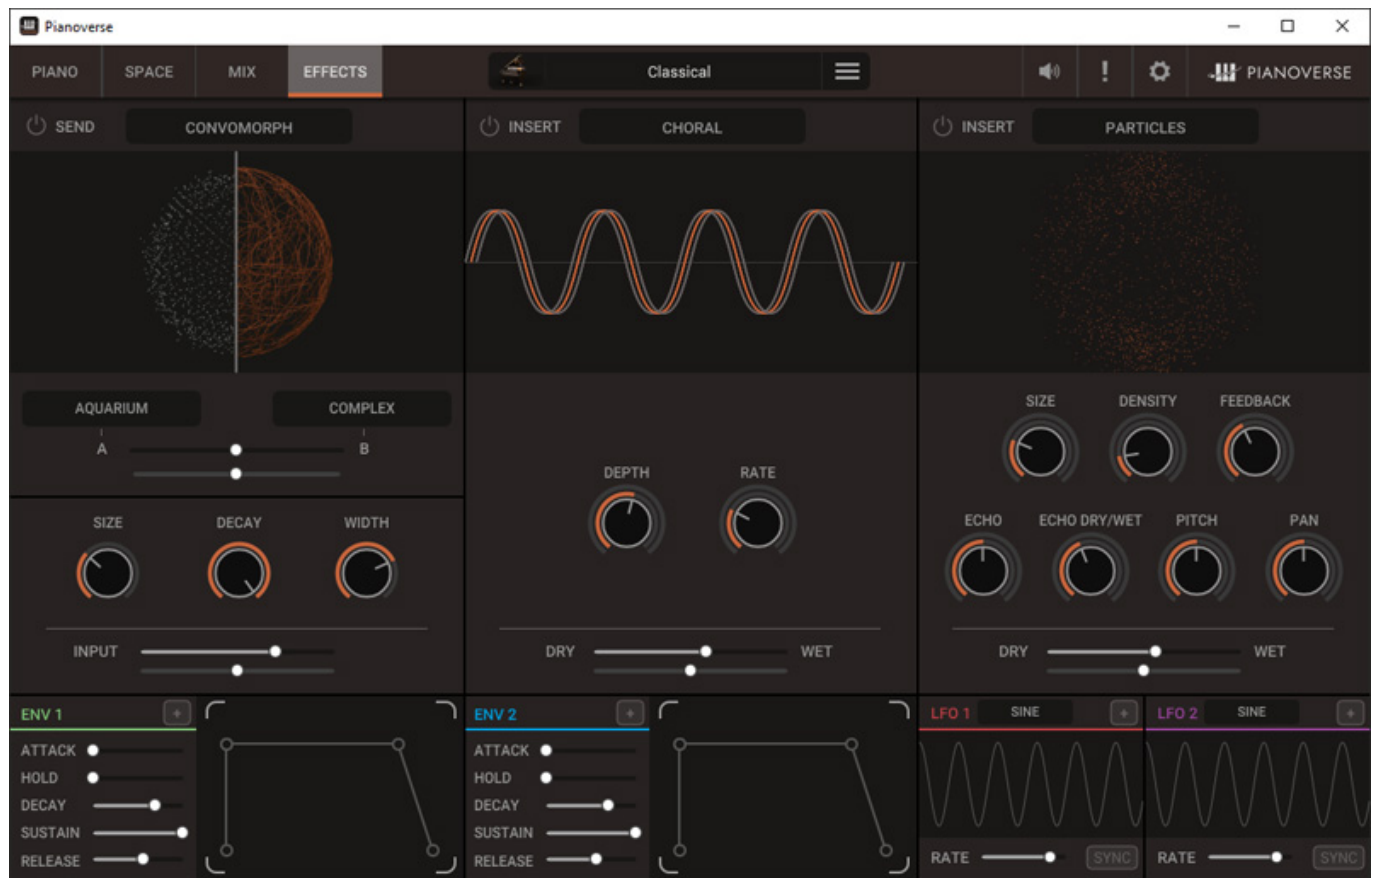 Pianoverse
PIANO SPACE MIX EFFECTS Classical PIANOVERSE
SEND CONVOMORPH INSERT CHORAL INSERT PARTICLES
AQUARIUM COMPLEX
A B
SIZE DECAY WIDTH
INPUT
DEPTH RATE
DRY WET
SIZE DENSITY FEEDBACK
ECHO ECHO DRY/WET PITCH PAN
DRY WET
ENV 1 +
ATTACK
HOLD
DECAY
SUSTAIN
RELEASE
ENV 2 +
ATTACK
HOLD
DECAY
SUSTAIN
RELEASE
LFO 1 SINE +
RATE SYNC
LFO 2 SINE +
RATE SYNC